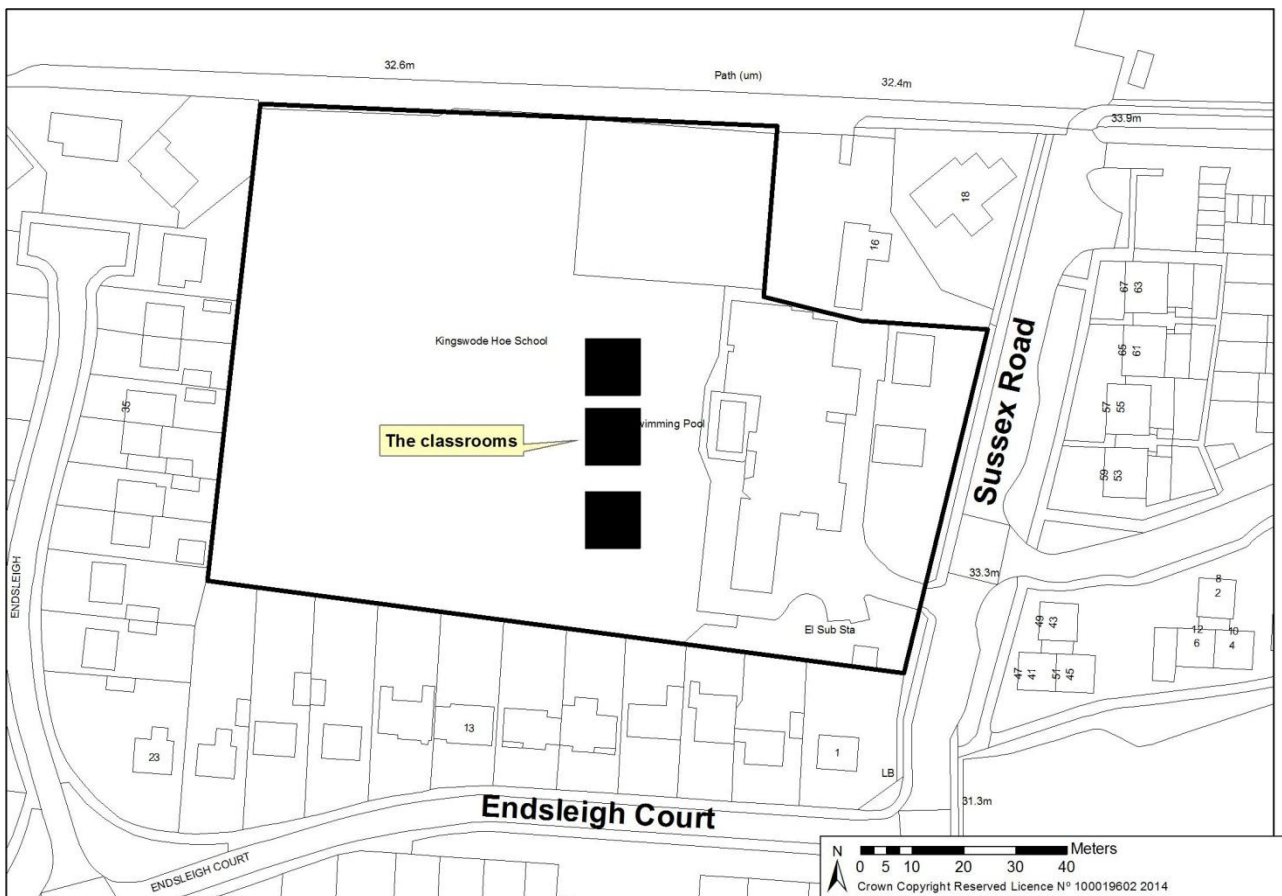 32.6m
Path (um)
32.4m
33.9m
18
16
67
63
Kingswode Hoe School
65
61
Sussex Road
35
57
55
The classrooms
wimming Pool
59
53
ENDSLEIGH
33.3m
8
2
El Sub Sta
49
43
12
10
6
4
47
41
51
45
13
23
1
LB
Endsleigh Court
31.3m
ENDSLEIGH COURT
N
Meters
0 5 10 20 30 40
Crown Copyright Reserved Licence Nº 100019602 2014